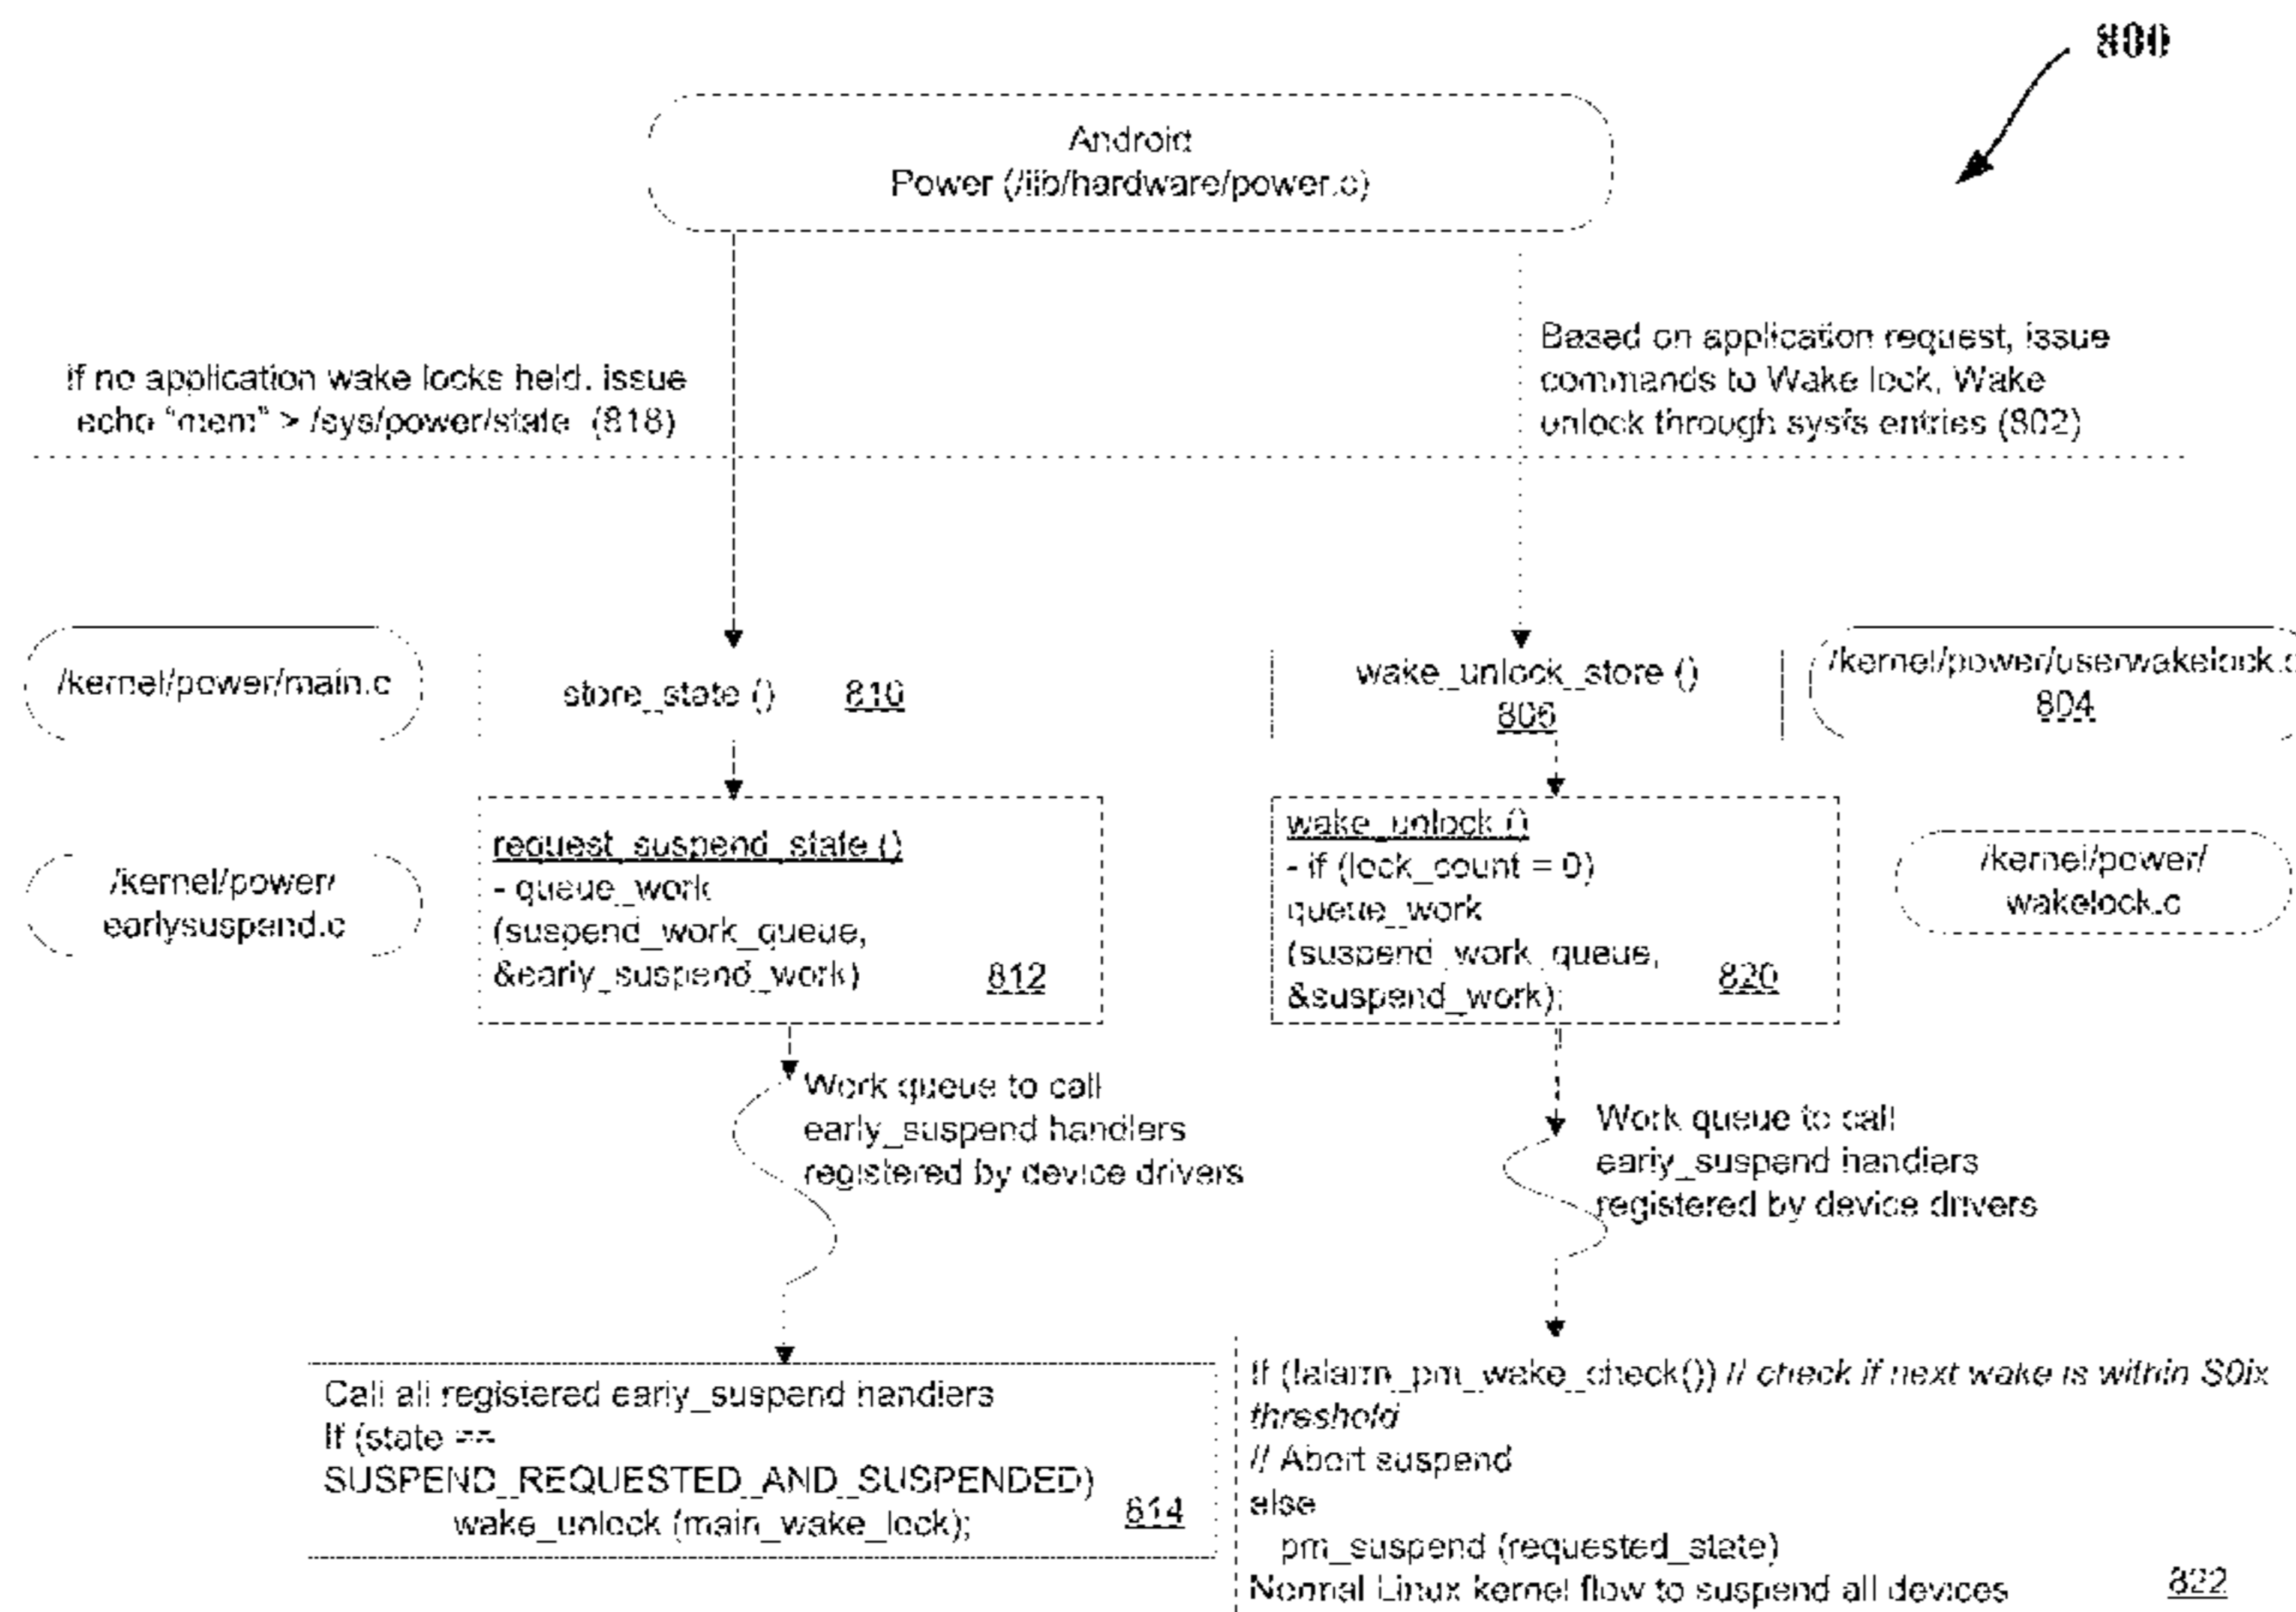 800
Android
Power (/lib/hardware/power.c)
if no application wake locks held, issue
echo "mem" > /sys/power/state (818)
Based on application request, issue
commands to Wake lock, Wake
unlock through sysfs entries (802)
/kernel/power/main.c
store_state () 810
wake_unlock_store ()
806
/kernel/power/userwakelock.c
804
/kernel/power/
earlysuspend.c
request_suspend_state ()
- queue_work
(suspend_work_queue,
&early_suspend_work) 812
wake_unlock ()
- if (lock_count = 0)
queue_work
(suspend_work_queue,
&suspend_work); 820
/kernel/power/
wakelock.c
Work queue to call
early_suspend handlers
registered by device drivers
Work queue to call
early_suspend handlers
registered by device drivers
Call all registered early_suspend handlers
If (state ==
SUSPEND_REQUESTED_AND_SUSPENDED)
wake_unlock (main_wake_lock); 814
If (!alarm_pm_wake_check()) // check if next wake is within S0ix
threshold
// Abort suspend
else
pm_suspend (requested_state)
Normal Linux kernel flow to suspend all devices 822